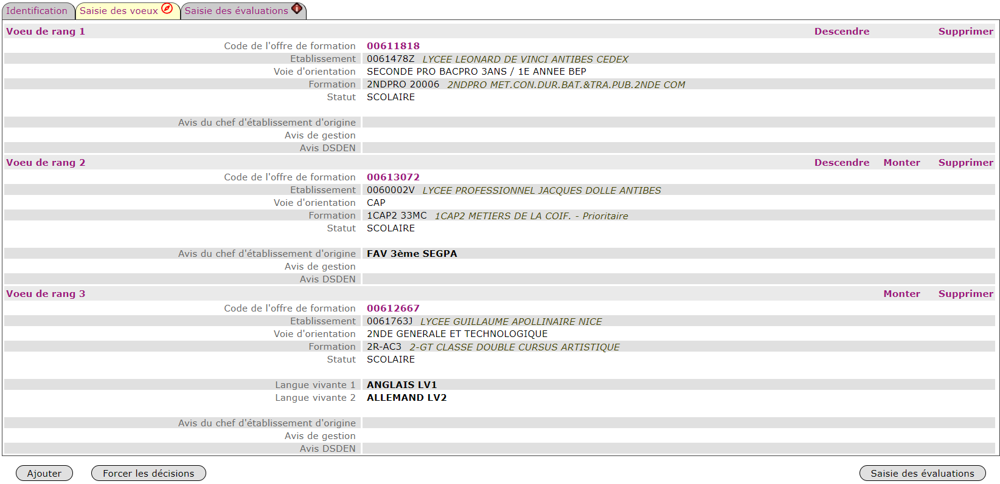 Identification Saisie des voeux Saisie des évaluations
Voeu de rang 1 Descendre Supprimer
Code de l'offre de formation 00611818
Etablissement 0061478Z LYCEE LEONARD DE VINCI ANTIBES CEDEX
Voie d'orientation SECONDE PRO BACPRO 3ANS / 1E ANNEE BEP
Formation 2NDPRO 20006 2NDPRO MET.CON.DUR.BAT.&TRA.PUB.2NDE COM
Statut SCOLAIRE
Avis du chef d'établissement d'origine
Avis de gestion
Avis DSDEN
Voeu de rang 2 Descendre Monter Supprimer
Code de l'offre de formation 00613072
Etablissement 0060002V LYCEE PROFESSIONNEL JACQUES DOLLE ANTIBES
Voie d'orientation CAP
Formation 1CAP2 33MC 1CAP2 METIERS DE LA COIF. - Prioritaire
Statut SCOLAIRE
Avis du chef d'établissement d'origine FAV 3ème SEGPA
Avis de gestion
Avis DSDEN
Voeu de rang 3 Monter Supprimer
Code de l'offre de formation 00612667
Etablissement 0061763J LYCEE GUILLAUME APOLLINAIRE NICE
Voie d'orientation 2NDE GENERALE ET TECHNOLOGIQUE
Formation 2R-AC3 2-GT CLASSE DOUBLE CURSUS ARTISTIQUE
Statut SCOLAIRE
Langue vivante 1 ANGLAIS LV1
Langue vivante 2 ALLEMAND LV2
Avis du chef d'établissement d'origine
Avis de gestion
Avis DSDEN
Ajouter Forcer les décisions Saisie des évaluations